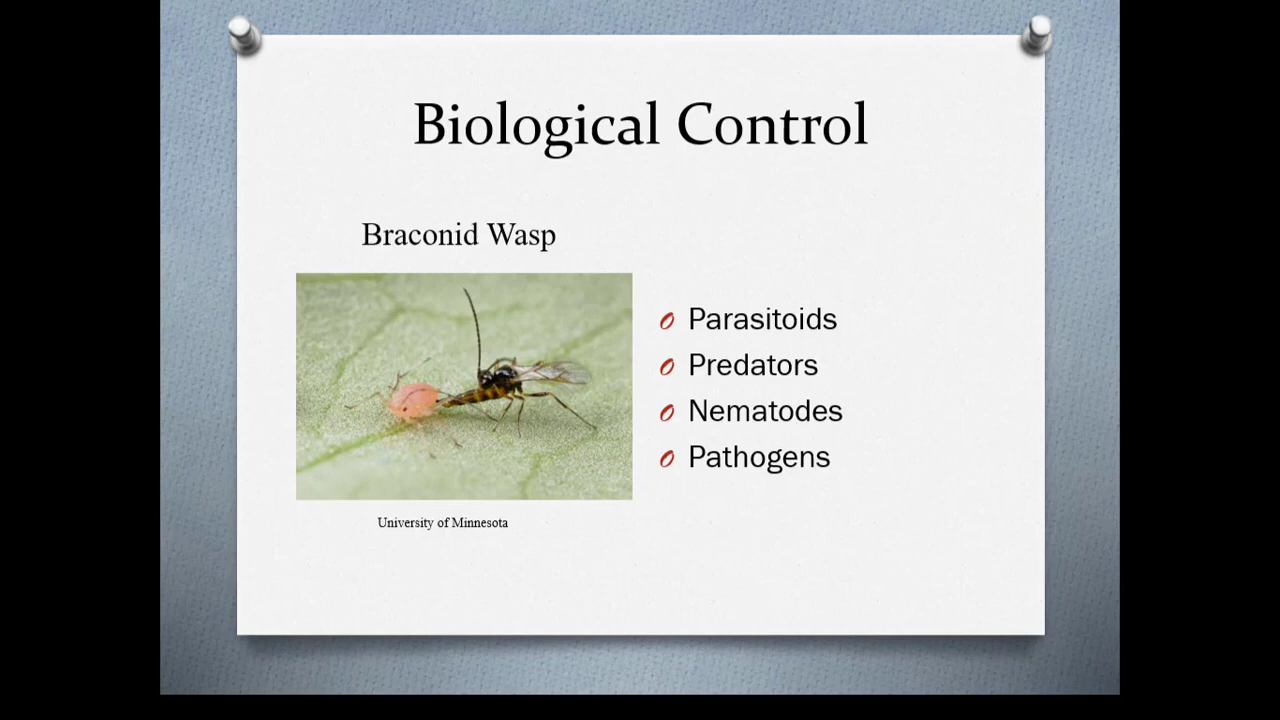 Biological Control
Braconid Wasp
Parasitoids
Predators
Nematodes
Pathogens
University of Minnesota